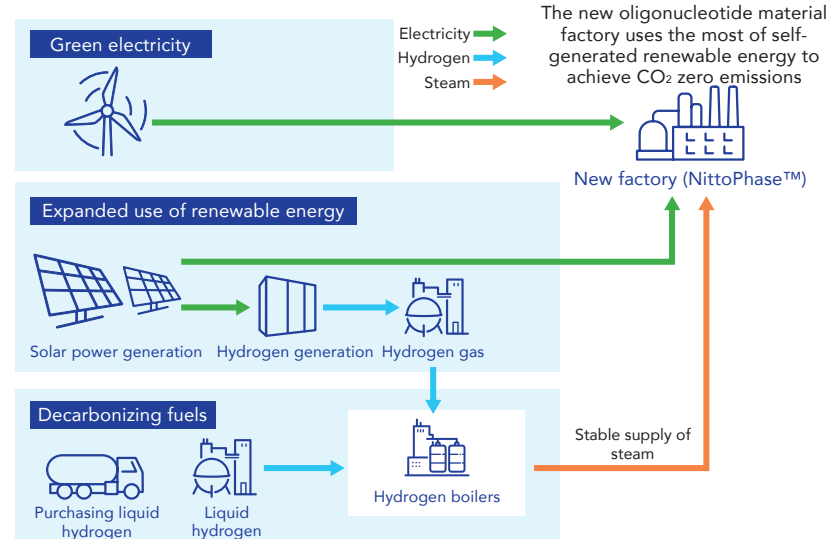 Green electricity
Electricity
Hydrogen
Steam
The new oligonucleotide material
factory uses the most of self-
generated renewable energy to
achieve CO₂ zero emissions
New factory (NittoPhase™)
Expanded use of renewable energy
Solar power generation
Hydrogen generation
Hydrogen gas
Decarbonizing fuels
Purchasing liquid
hydrogen
Liquid
hydrogen
Hydrogen boilers
Stable supply of
steam